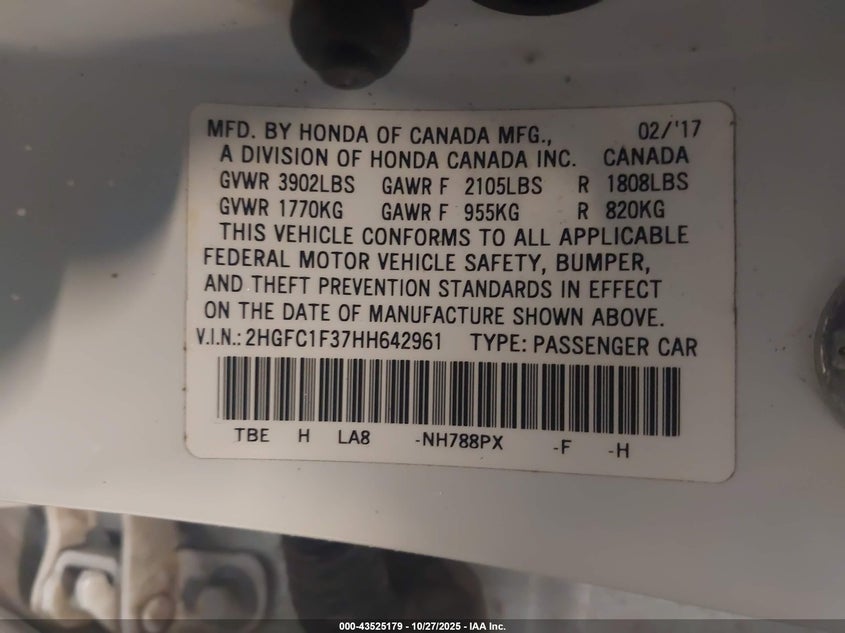 MFD. BY HONDA OF CANADA MFG., 02/'17
A DIVISION OF HONDA CANADA INC. CANADA
GVWR 3902LBS GAWR F 2105LBS R 1808LBS
GVWR 1770KG GAWR F 955KG R 820KG
THIS VEHICLE CONFORMS TO ALL APPLICABLE
FEDERAL MOTOR VEHICLE SAFETY, BUMPER,
AND THEFT PREVENTION STANDARDS IN EFFECT
ON THE DATE OF MANUFACTURE SHOWN ABOVE.
V.I.N.: 2HGFC1F37HH642961 TYPE: PASSENGER CAR
TBE H LA8 -NH788PX -F -H
000-43525179 - 10/27/2025 - IAA Inc.